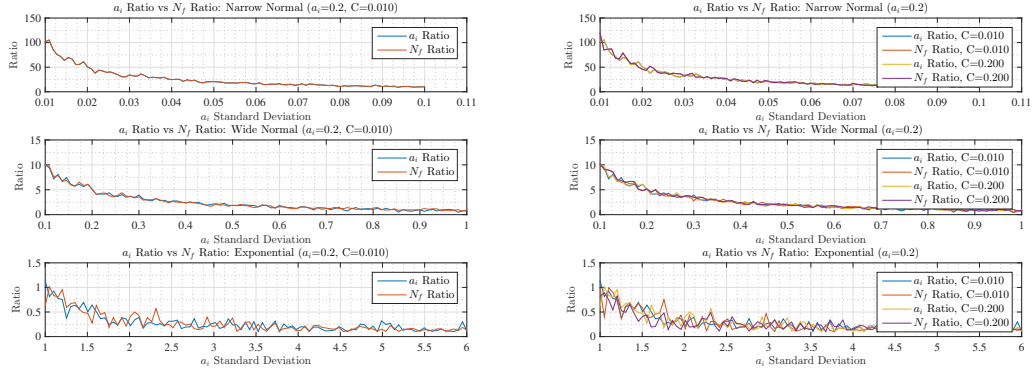 a_i Ratio vs N_f Ratio: Narrow Normal (a_i=0.2, C=0.010)
150
100
50
0
Ratio
a_i Ratio
N_f Ratio
0.01 0.02 0.03 0.04 0.05 0.06 0.07 0.08 0.09 0.1 0.11
a_i Standard Deviation
a_i Ratio vs N_f Ratio: Wide Normal (a_i=0.2, C=0.010)
15
10
5
0
Ratio
a_i Ratio
N_f Ratio
0.1 0.2 0.3 0.4 0.5 0.6 0.7 0.8 0.9 1
a_i Standard Deviation
a_i Ratio vs N_f Ratio: Exponential (a_i=0.2, C=0.010)
1.5
1
0.5
0
Ratio
a_i Ratio
N_f Ratio
1 1.5 2 2.5 3 3.5 4 4.5 5 5.5 6
a_i Standard Deviation
a_i Ratio vs N_f Ratio: Narrow Normal (a_i=0.2)
150
100
50
0
Ratio
a_i Ratio, C=0.010
N_f Ratio, C=0.010
a_i Ratio, C=0.200
N_f Ratio, C=0.200
0.01 0.02 0.03 0.04 0.05 0.06 0.07 0.08 0.09 0.1 0.11
a_i Standard Deviation
a_i Ratio vs N_f Ratio: Wide Normal (a_i=0.2)
15
10
5
0
Ratio
a_i Ratio, C=0.010
N_f Ratio, C=0.010
a_i Ratio, C=0.200
N_f Ratio, C=0.200
0.1 0.2 0.3 0.4 0.5 0.6 0.7 0.8 0.9 1
a_i Standard Deviation
a_i Ratio vs N_f Ratio: Exponential (a_i=0.2)
1.5
1
0.5
0
Ratio
a_i Ratio, C=0.010
N_f Ratio, C=0.010
a_i Ratio, C=0.200
N_f Ratio, C=0.200
1 1.5 2 2.5 3 3.5 4 4.5 5 5.5 6
a_i Standard Deviation